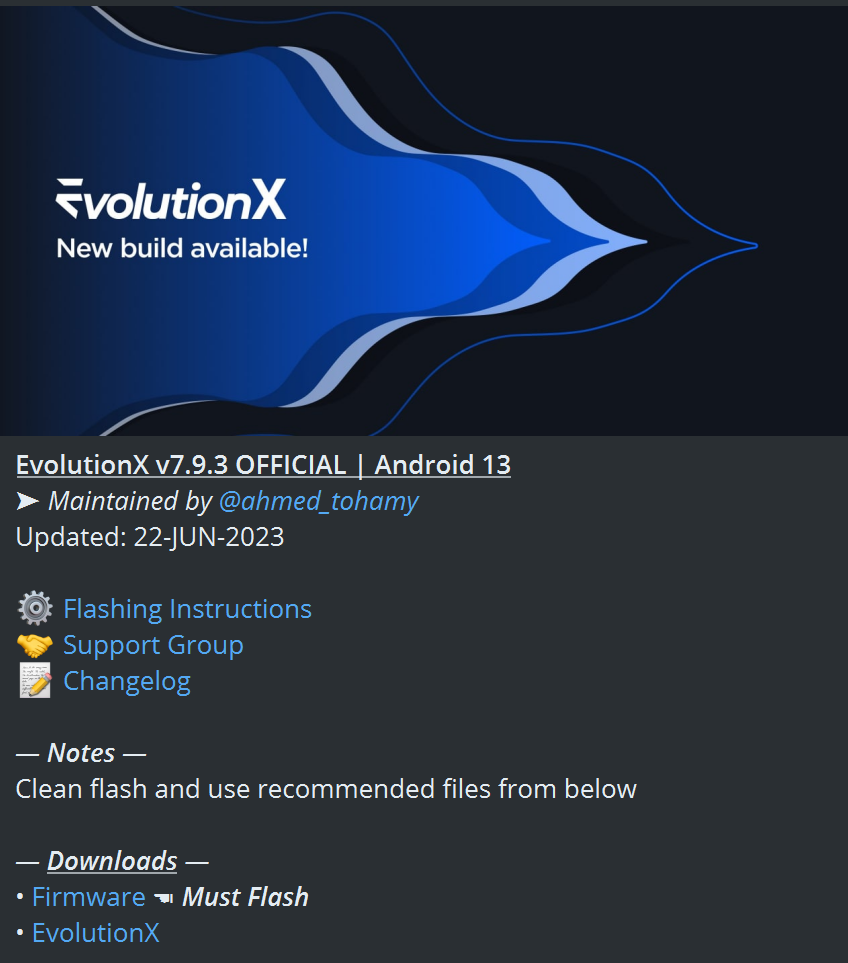 EvolutionX
New build available!
EvolutionX v7.9.3 OFFICIAL | Android 13
➤ Maintained by @ahmed_tohamy
Updated: 22-JUN-2023
⚙️ Flashing Instructions
🤝 Support Group
📝 Changelog
— Notes —
Clean flash and use recommended files from below
— Downloads —
• Firmware ☚ Must Flash
• EvolutionX